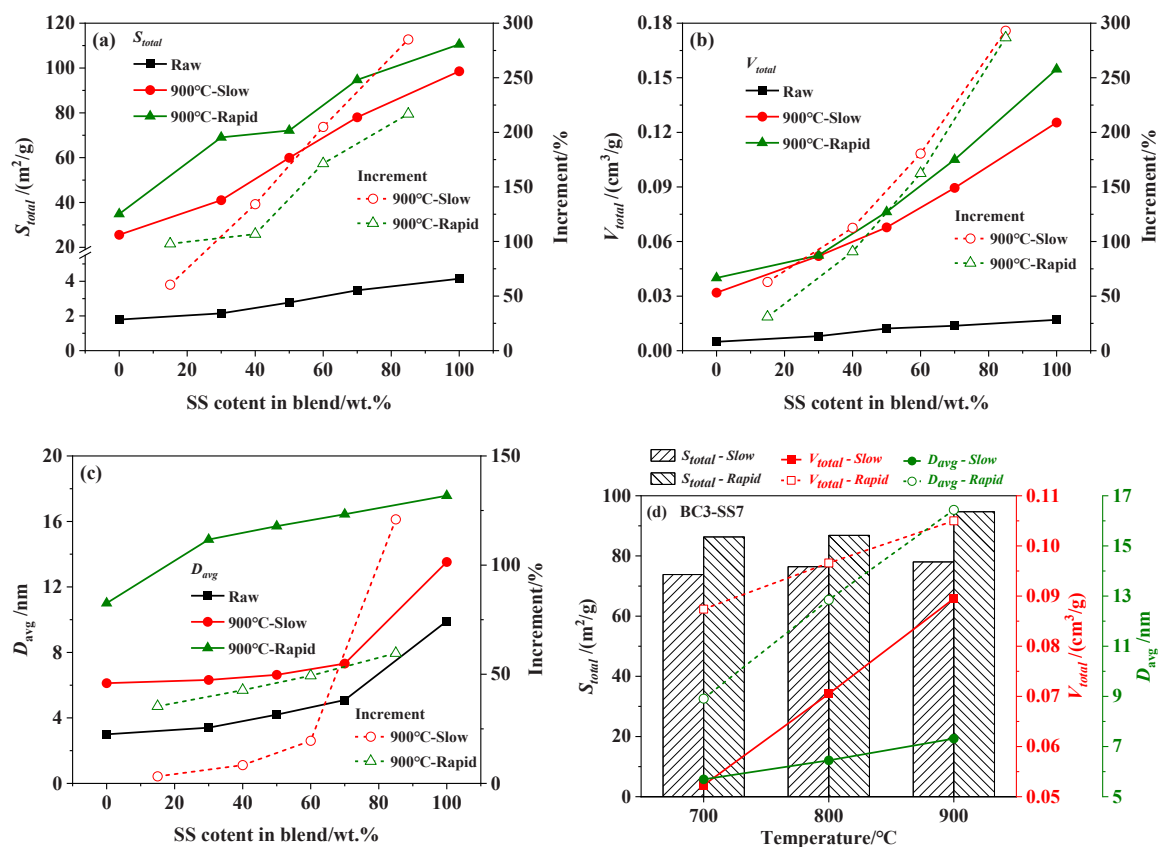 (a)
S_total
Raw
900°C-Slow
900°C-Rapid
Increment
900°C-Slow
900°C-Rapid
S_total /(m²/g)
120
100
80
60
40
20
4
2
0
300
250
200
150
100
50
0
Increment/%
0 20 40 60 80 100
SS cotent in blend/wt.%
(b)
V_total
Raw
900°C-Slow
900°C-Rapid
Increment
900°C-Slow
900°C-Rapid
V_total /(cm³/g)
0.18
0.15
0.12
0.09
0.06
0.03
0.00
300
250
200
150
100
50
0
Increment/%
0 20 40 60 80 100
SS cotent in blend/wt.%
(c)
D_avg
Raw
900°C-Slow
900°C-Rapid
Increment
900°C-Slow
900°C-Rapid
D_avg /nm
20
16
12
8
4
0
150
100
50
0
Increment/%
0 20 40 60 80 100
SS cotent in blend/wt.%
S_total - Slow V_total - Slow D_avg - Slow
S_total - Rapid V_total - Rapid D_avg - Rapid
(d) BC3-SS7
S_total /(m²/g)
100
80
60
40
20
0
0.11
0.10
0.09
0.08
0.07
0.06
0.05
V_total /(cm³/g)
17
15
13
11
9
7
5
D_avg /nm
700 800 900
Temperature/°C